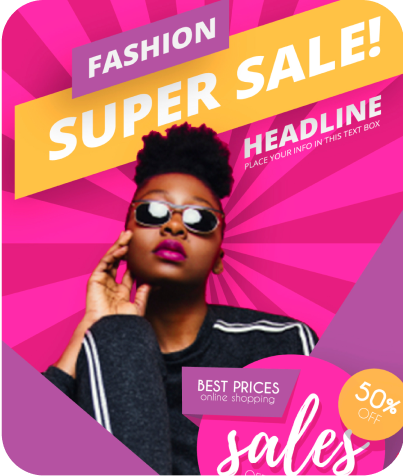 FASHION
SUPER SALE!
HEADLINE
PLACE YOUR INFO IN THIS TEXT BOX
BEST PRICES
online shopping
50%
OFF
sales